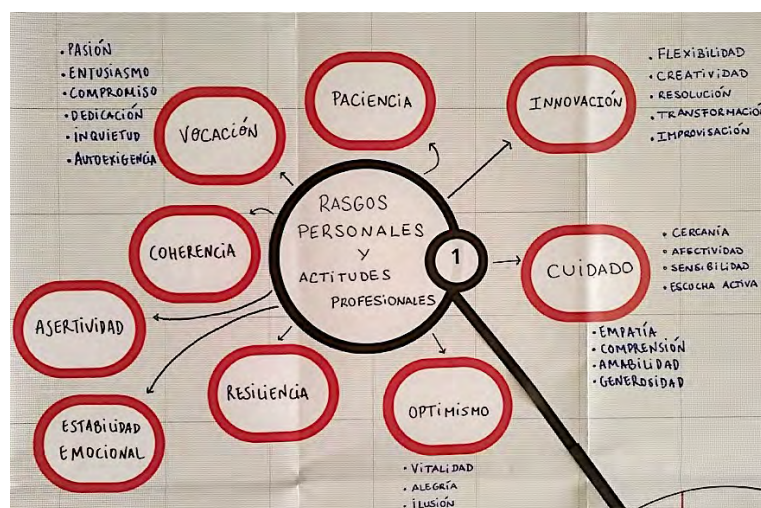 • PASIÓN
• ENTUSIASMO
• COMPROMISO
• DEDICACIÓN
• INQUIETUD
• AUTOEXIGENCIA
VOCACIÓN
PACIENCIA
INNOVACIÓN
• FLEXIBILIDAD
• CREATIVIDAD
• RESOLUCIÓN
• TRANSFORMACIÓN
• IMPROVISACIÓN
RASGOS
PERSONALES
Y
ACTITUDES
PROFESIONALES
1
COHERENCIA
CUIDADO
• CERCANÍA
• AFECTIVIDAD
• SENSIBILIDAD
• ESCUCHA ACTIVA
• EMPATÍA
• COMPRENSIÓN
• AMABILIDAD
• GENEROSIDAD
ASERTIVIDAD
RESILIENCIA
OPTIMISMO
• VITALIDAD
• ALEGRÍA
• ILUSIÓN
ESTABILIDAD
EMOCIONAL